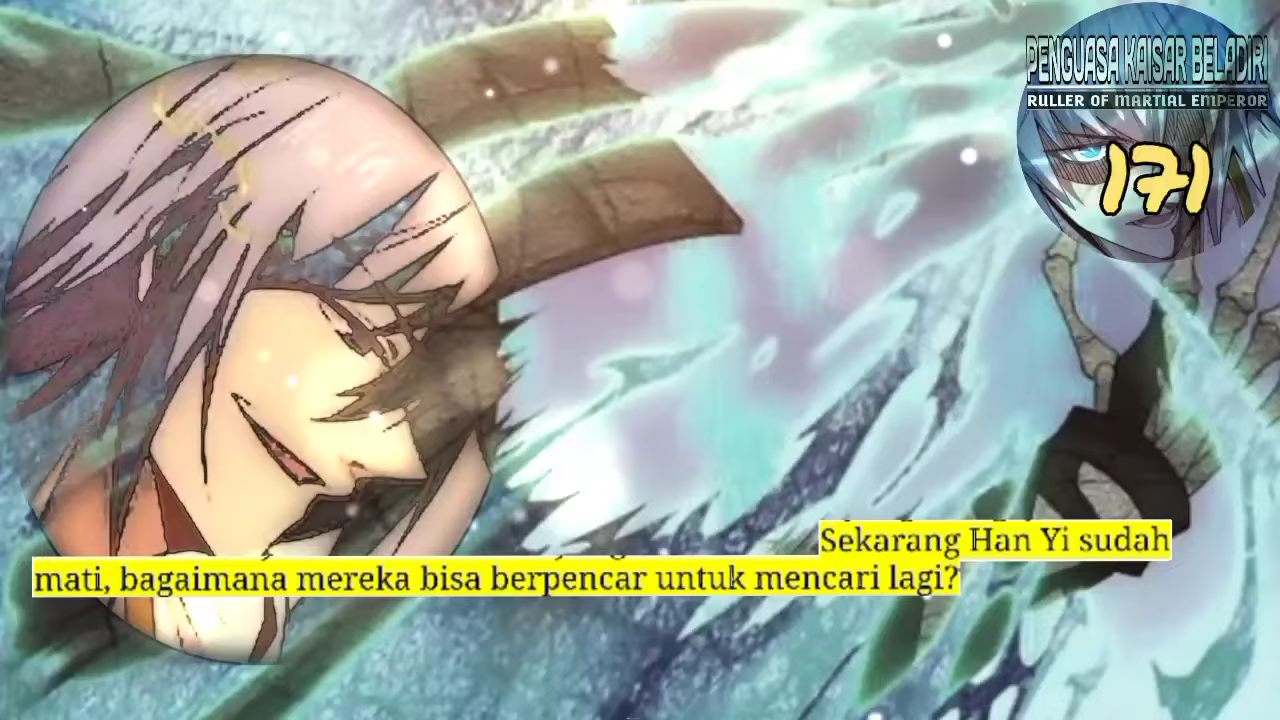 PENGUASA KAISAR BELADIRI
RULLER OF MARTIAL EMPEROR
171
Sekarang Han Yi sudah
mati, bagaimana mereka bisa berpencar untuk mencari lagi?